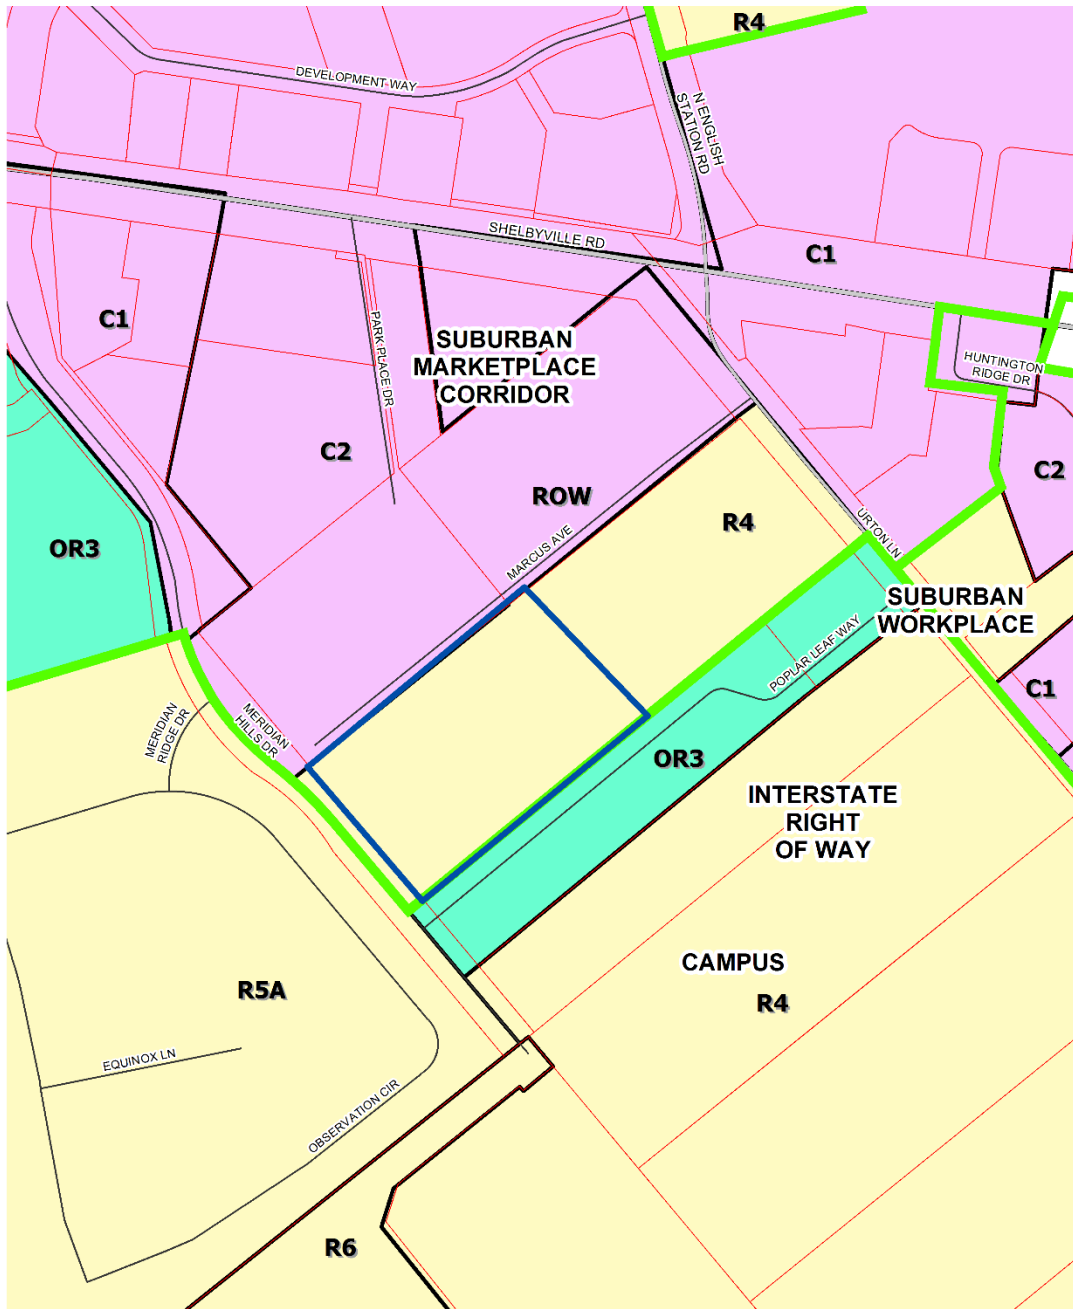 R4
DEVELOPMENT WAY
N ENGLISH
STATION RD
SHELBYVILLE RD
C1
C1
SUBURBAN
MARKETPLACE
CORRIDOR
PARK PLACE DR
HUNTINGTON
RIDGE DR
C2
C2
ROW
R4
URTON LN
MARCUS AVE
OR3
SUBURBAN
WORKPLACE
POPLAR LEAF WAY
C1
MERIDIAN
RIDGE DR
MERIDIAN
HILLS DR
OR3
INTERSTATE
RIGHT
OF WAY
CAMPUS
R5A
R4
EQUINOX LN
OBSERVATION CIR
R6